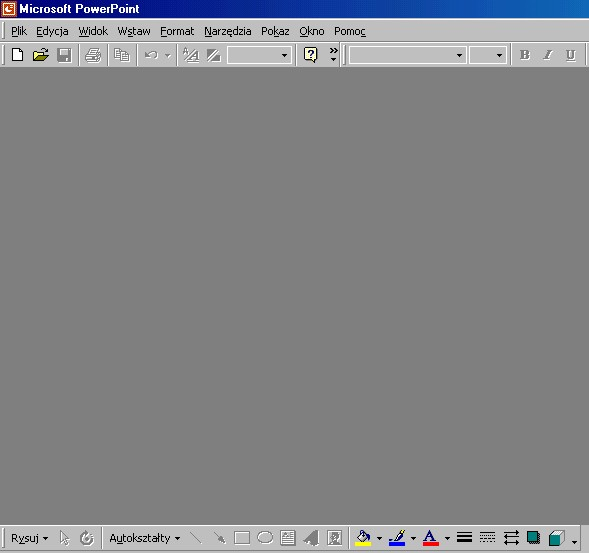 Microsoft PowerPoint
Plik Edycja Widok Wstaw Format Narzędzia Pokaz Okno Pomoc
B I U
Rysuj Autokształty A